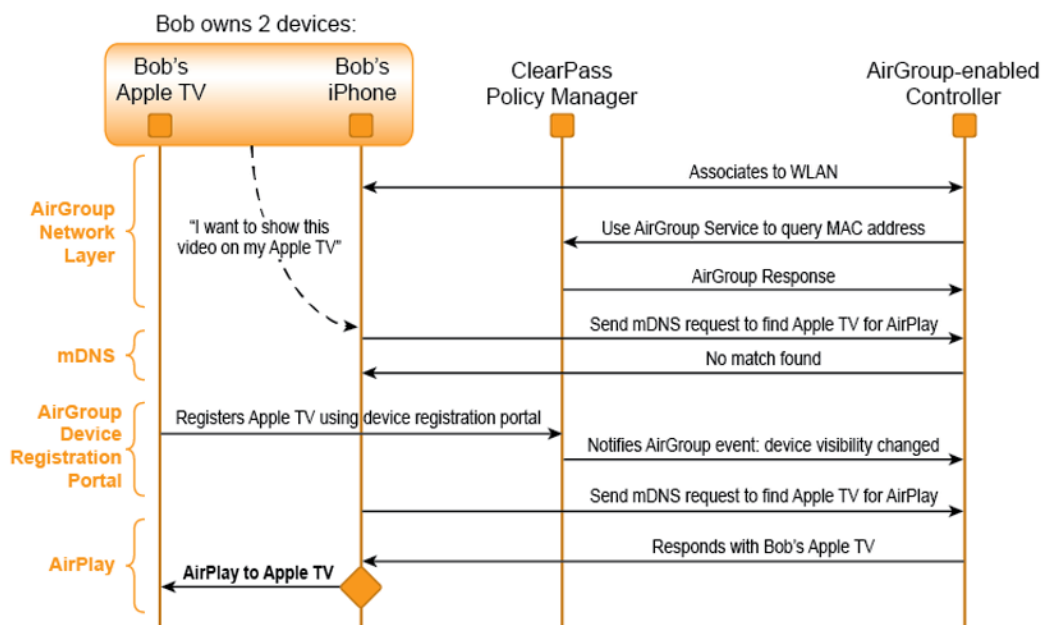 Bob owns 2 devices:
Bob's
Apple TV
Bob's
iPhone
ClearPass
Policy Manager
AirGroup-enabled
Controller
AirGroup
Network
Layer
Associates to WLAN
"I want to show this
video on my Apple TV"
Use AirGroup Service to query MAC address
AirGroup Response
mDNS
Send mDNS request to find Apple TV for AirPlay
No match found
AirGroup
Device
Registration
Portal
Registers Apple TV using device registration portal
Notifies AirGroup event: device visibility changed
Send mDNS request to find Apple TV for AirPlay
AirPlay
Responds with Bob's Apple TV
AirPlay to Apple TV